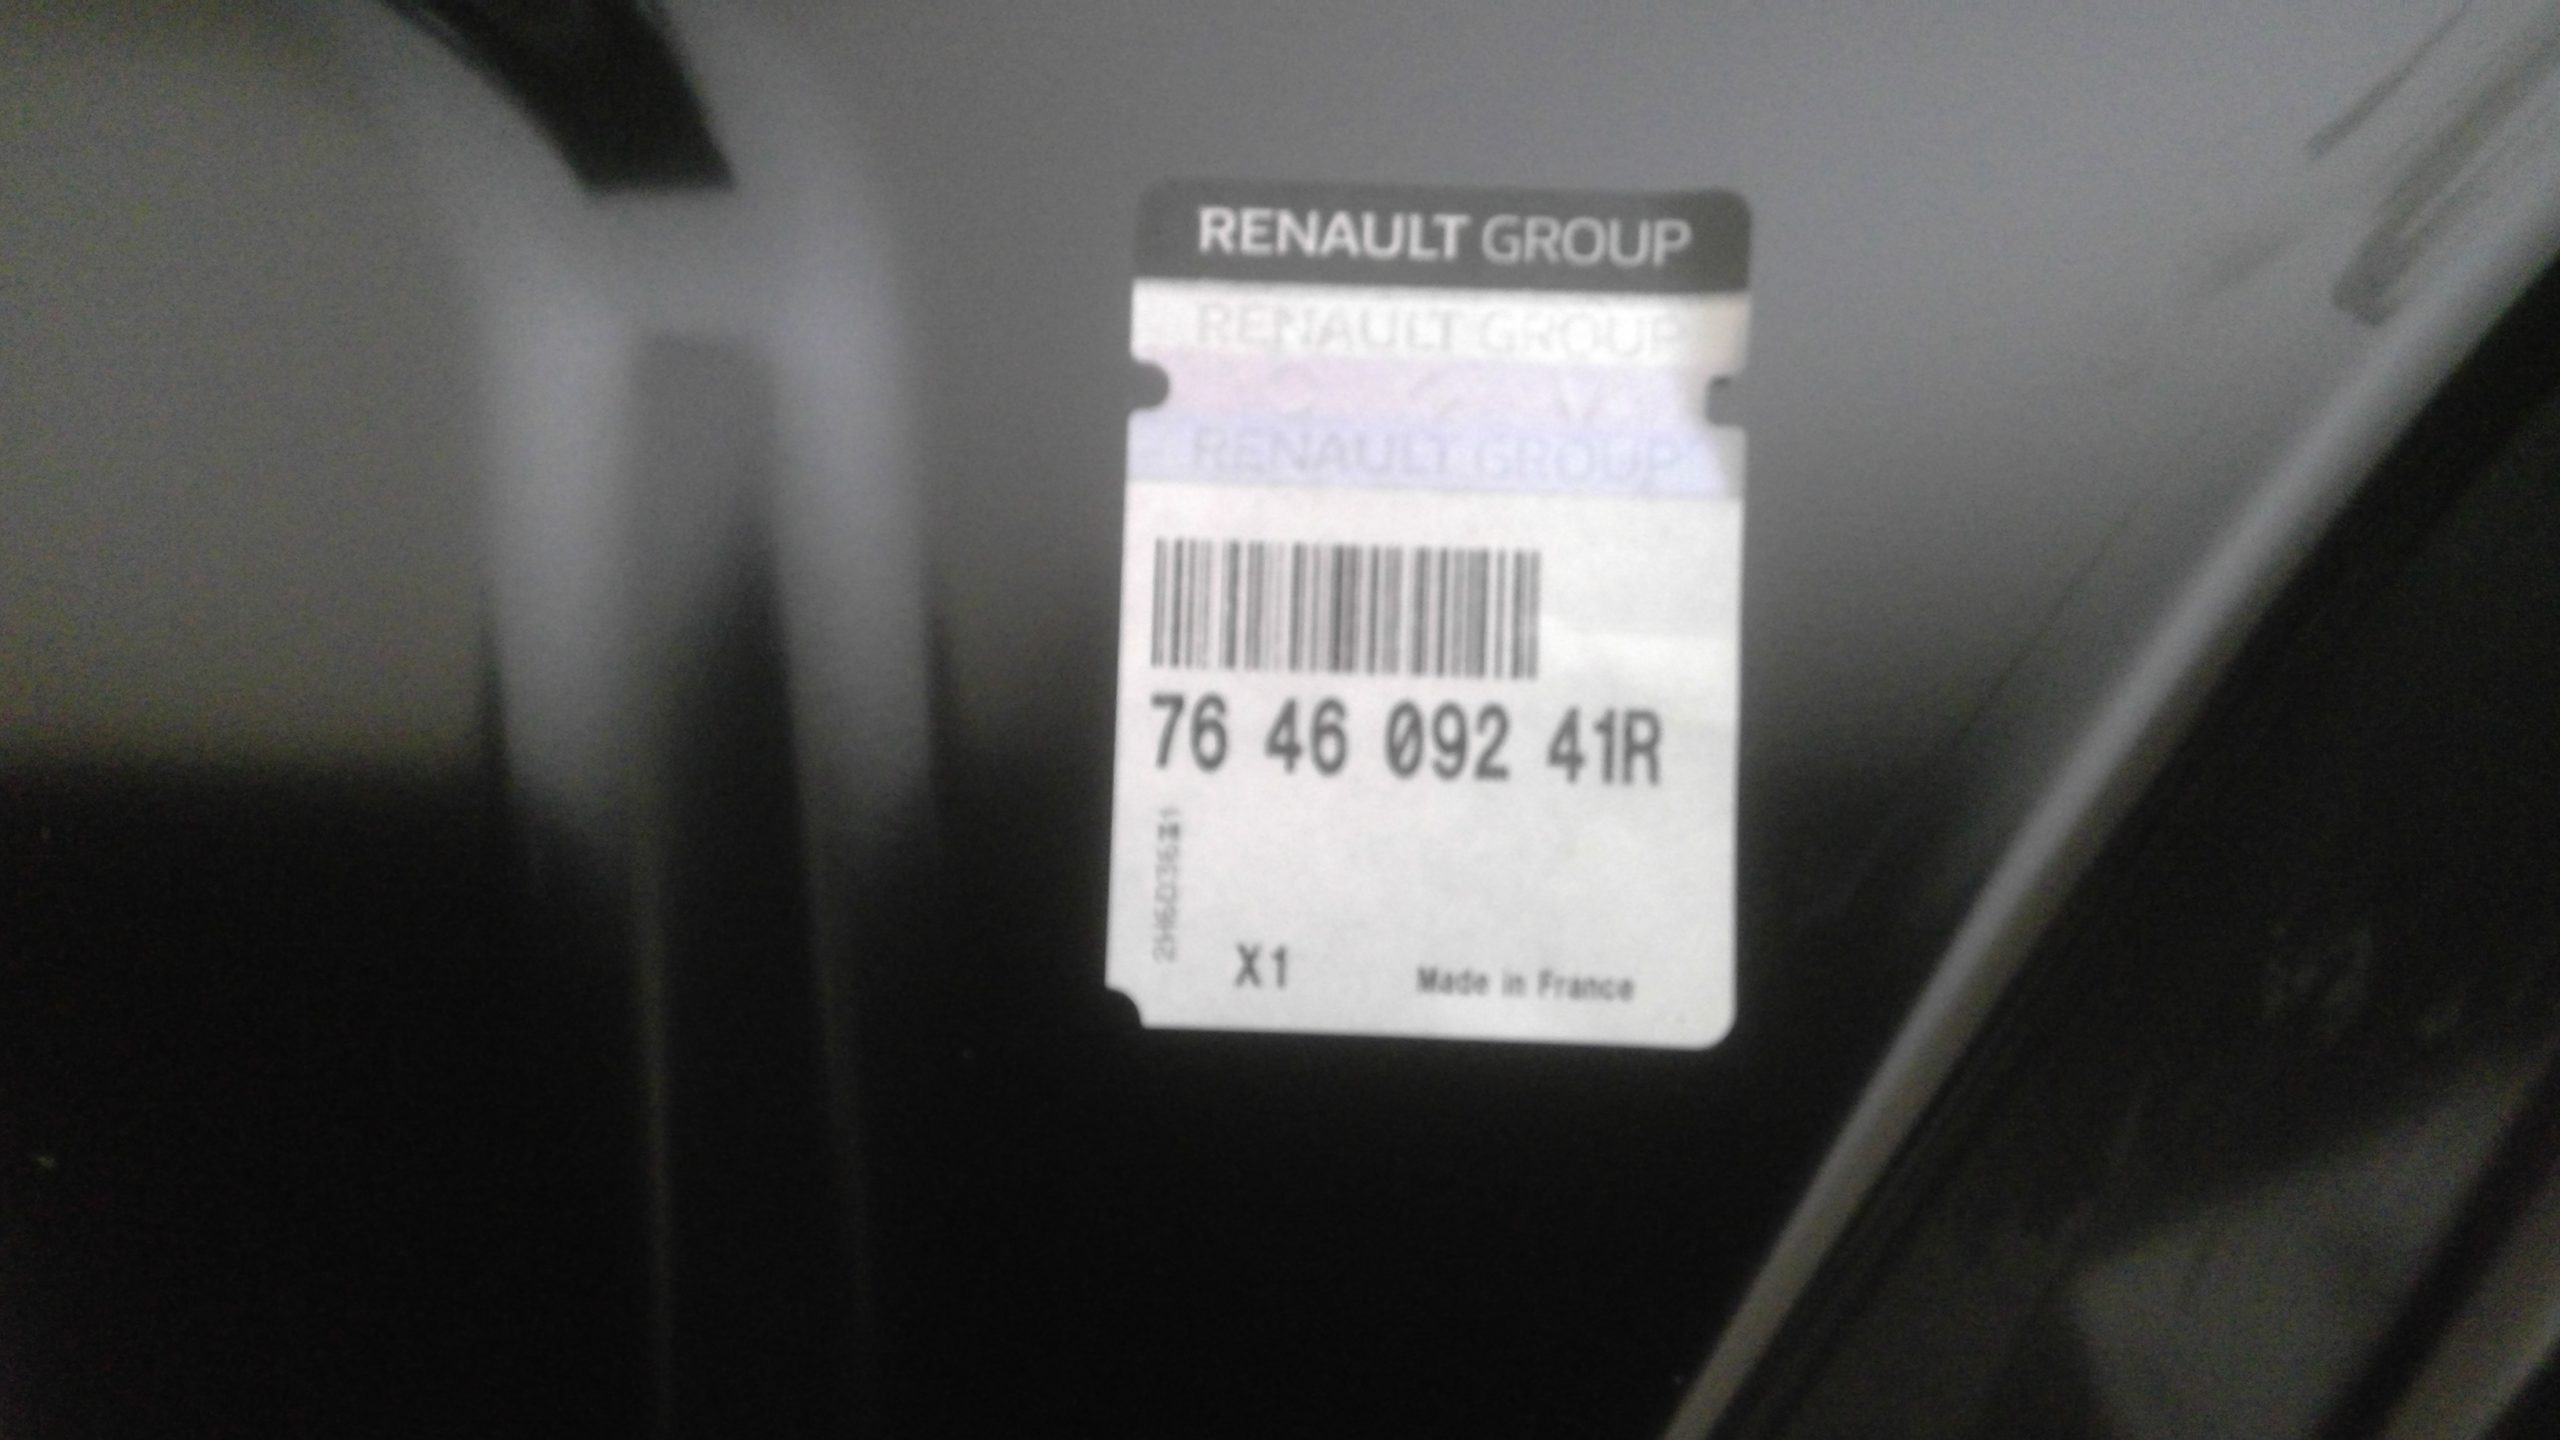 RENAULT GROUP
RENAULT GROUP
RENAULT GROUP
76 46 092 41R
X1
Made in France